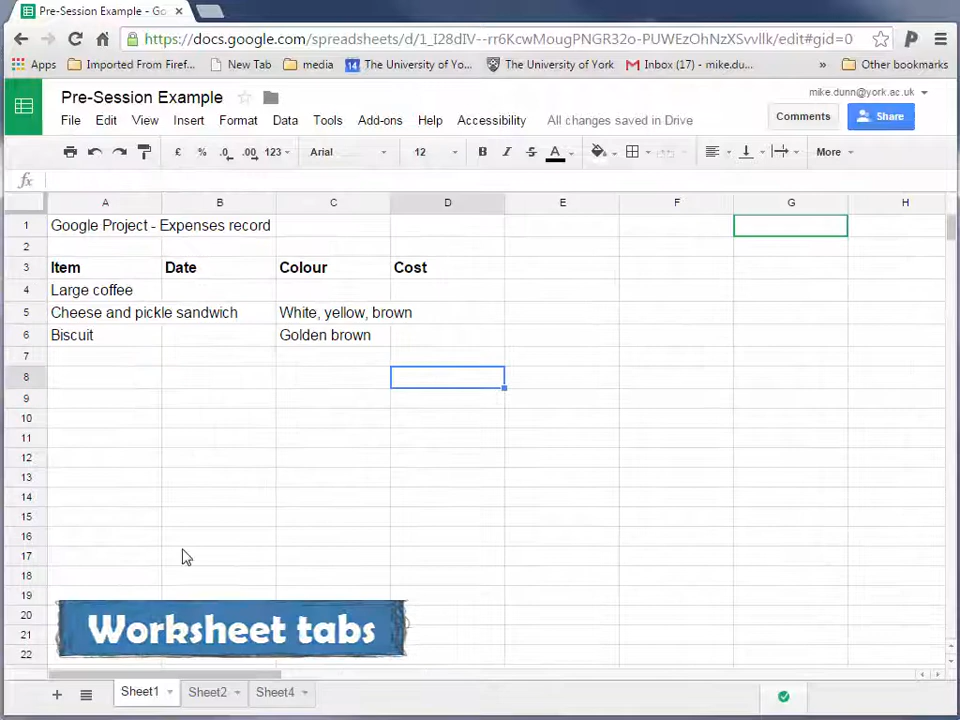 Pre-Session Example - Go
https://docs.google.com/spreadsheets/d/1_I28dIV--rr6KcwMougPNGR32o-PUWEzOhNzXSvvllk/edit#gid=0
Apps Imported From Firef... New Tab media 14 The University of Yo... The University of York Inbox (17) - mike.du... » Other bookmarks
Pre-Session Example mike.dunn@york.ac.uk
Comments Share
File Edit View Insert Format Data Tools Add-ons Help Accessibility All changes saved in Drive
£ % .0 .00 123 Arial 12 B I S A More
fx
A B C D E F G H
1 Google Project - Expenses record
2
3 Item Date Colour Cost
4 Large coffee
5 Cheese and pickle sandwich White, yellow, brown
6 Biscuit Golden brown
7
8
9
10
11
12
13
14
15
16
17
18
19
20
21
22
Worksheet tabs
+ Sheet1 Sheet2 Sheet4